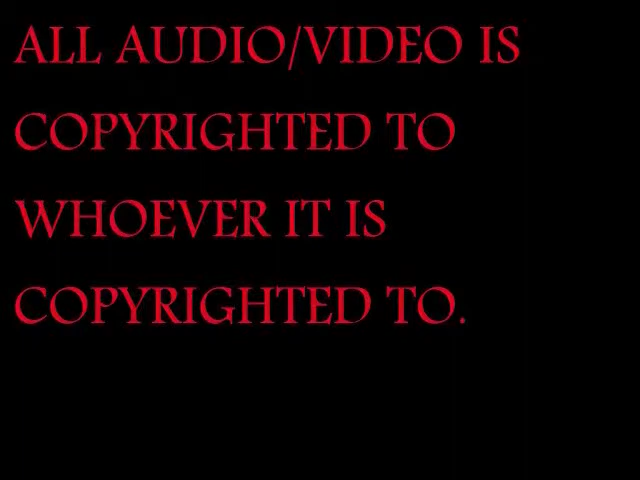 ALL AUDIO/VIDEO IS
COPYRIGHTED TO
WHOEVER IT IS
COPYRIGHTED TO.